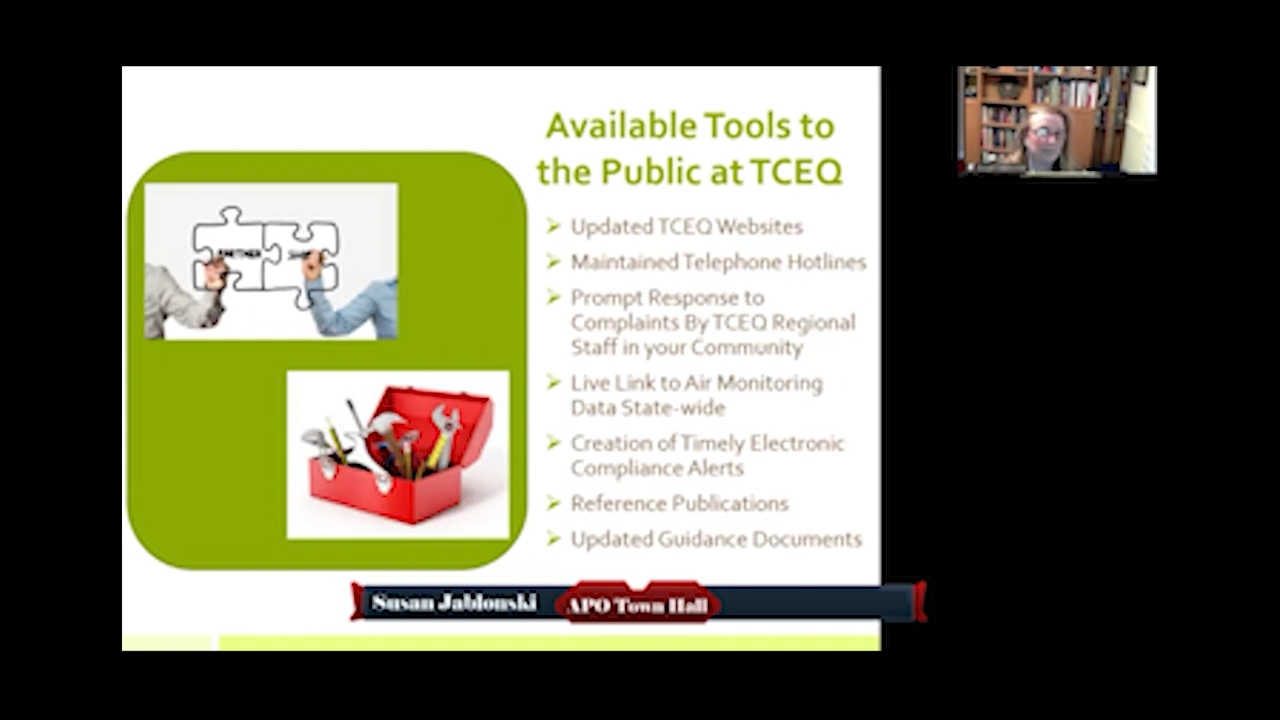 Available Tools to
the Public at TCEQ
Updated TCEQ Websites
Maintained Telephone Hotlines
Prompt Response to
Complaints By TCEQ Regional
Staff in your Community
Live Link to Air Monitoring
Data State-wide
Creation of Timely Electronic
Compliance Alerts
Reference Publications
Updated Guidance Documents
Susan Jablonski APO Town Hall